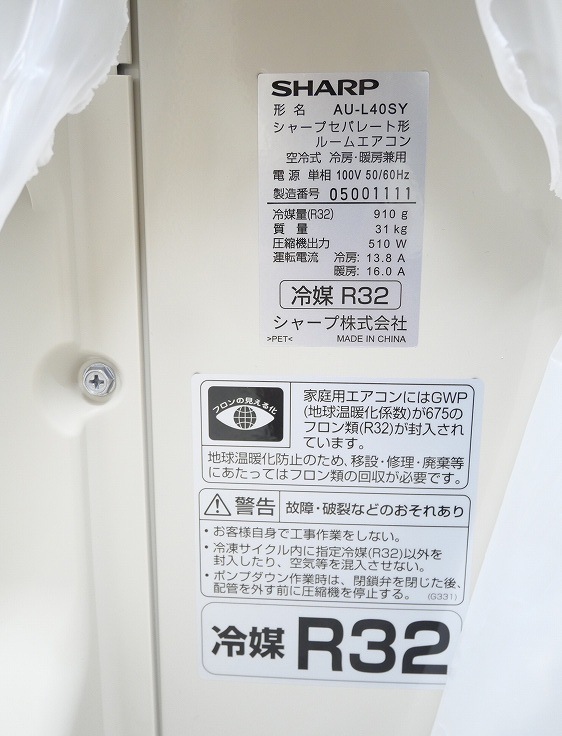 SHARP
形名 AU-L40SY
シャープセパレート形
ルームエアコン
空冷式 冷房・暖房兼用
電源 単相 100V 50/60Hz
製造番号 05001111
冷媒量(R32) 910 g
質量 31 kg
圧縮機出力 510 W
運転電流 冷房: 13.8 A
暖房: 16.0 A
冷媒 R32
シャープ株式会社
>PET< MADE IN CHINA
フロンの見える化
家庭用エアコンにはGWP
(地球温暖化係数)が675の
フロン類(R32)が封入され
ています。
地球温暖化防止のため、移設・修理・廃棄等
にあたってはフロン類の回収が必要です。
警告 故障・破裂などのおそれあり
・お客様自身で工事作業をしない。
・冷凍サイクル内に指定冷媒(R32)以外を
封入したり、空気等を混入させない。
・ポンプダウン作業時は、閉鎖弁を閉じた後、
配管を外す前に圧縮機を停止する。 (G331)
冷媒 R32